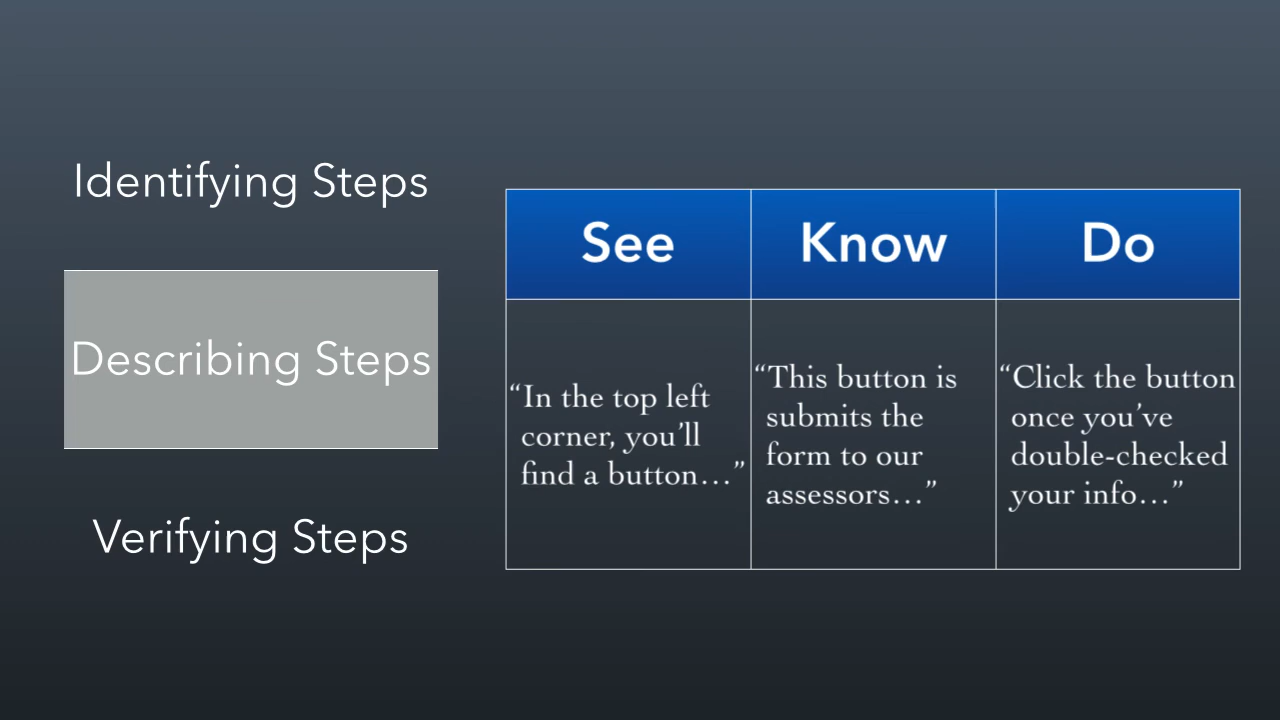 Identifying Steps
Describing Steps
Verifying Steps
See
Know
Do
“In the top left
corner, you’ll
find a button…”
“This button is
submits the
form to our
assessors…”
“Click the button
once you’ve
double-checked
your info…”